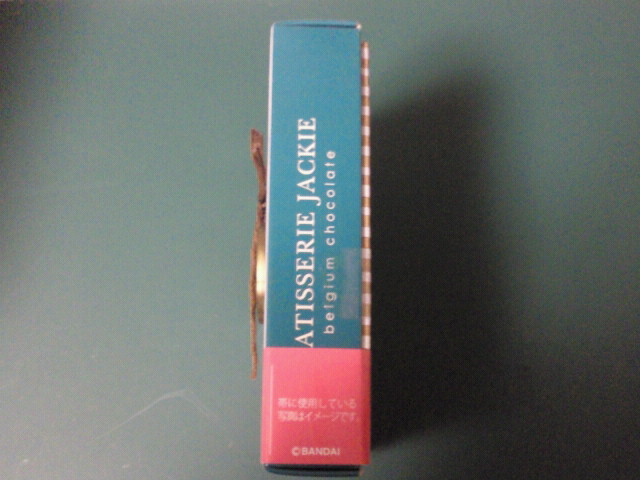 ATISSERIE JACKIE
belgium chocolate
帯に使用している
写真はイメージです。
©BANDAI